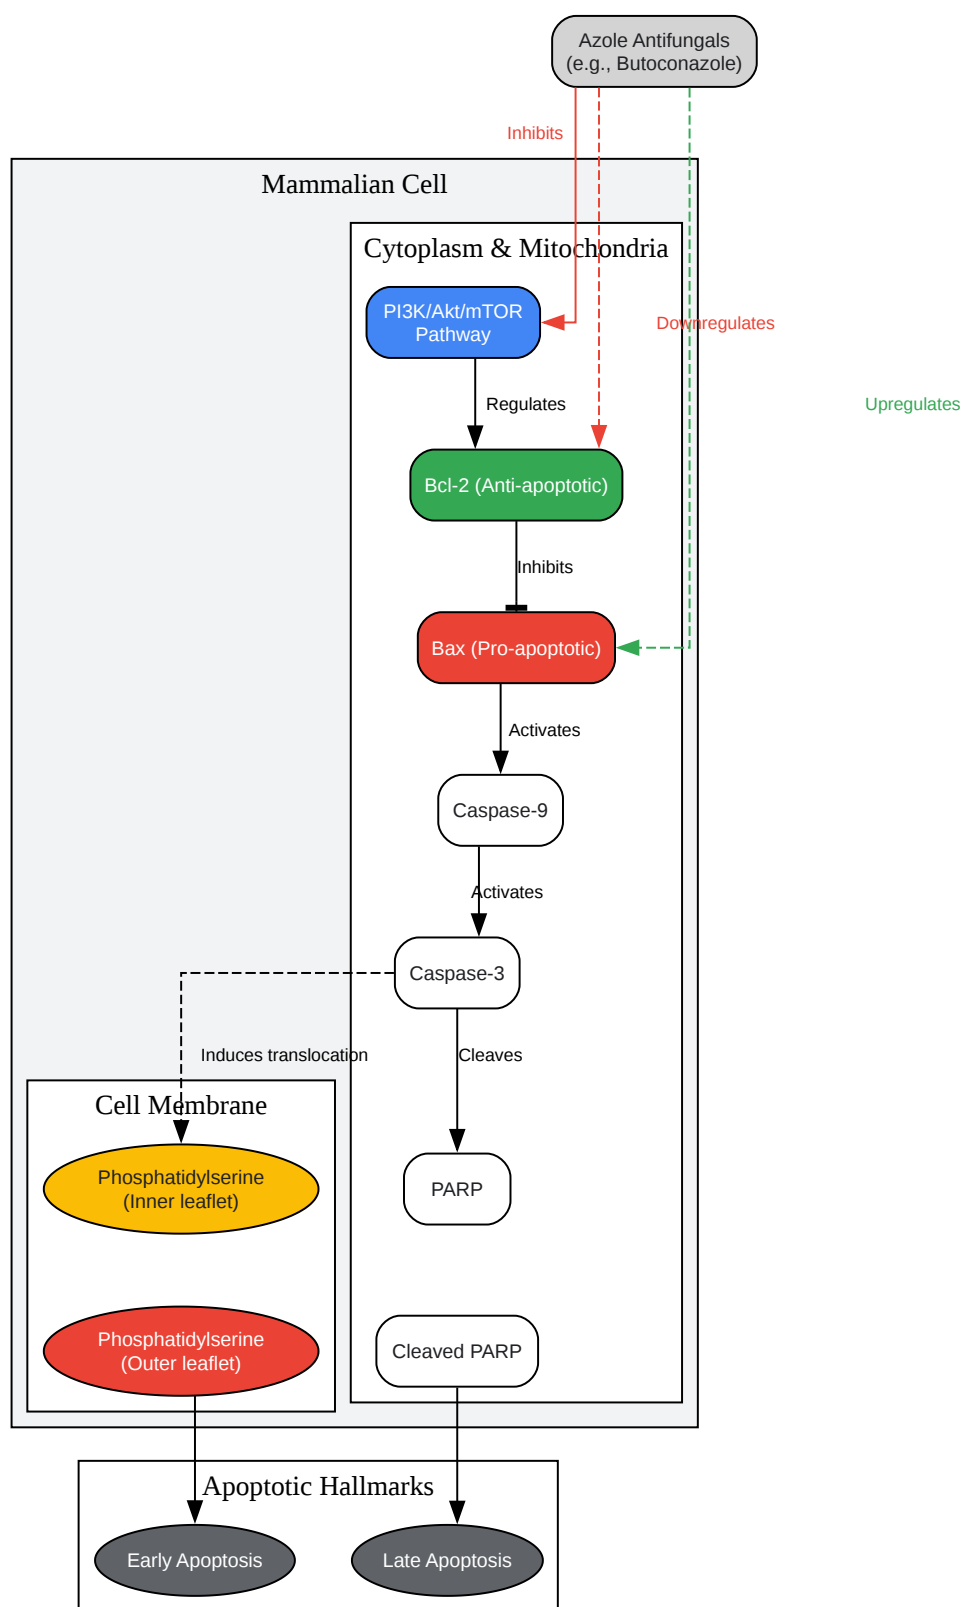 Azole Antifungals
(e.g., Butoconazole)
Inhibits
Mammalian Cell
Cytoplasm & Mitochondria
PI3K/Akt/mTOR
Pathway
Downregulates
Regulates
Upregulates
Bcl-2 (Anti-apoptotic)
Inhibits
Bax (Pro-apoptotic)
Activates
Caspase-9
Activates
Caspase-3
Induces translocation
Cleaves
Cell Membrane
Phosphatidylserine
(Inner leaflet)
PARP
Phosphatidylserine
(Outer leaflet)
Cleaved PARP
Apoptotic Hallmarks
Early Apoptosis
Late Apoptosis